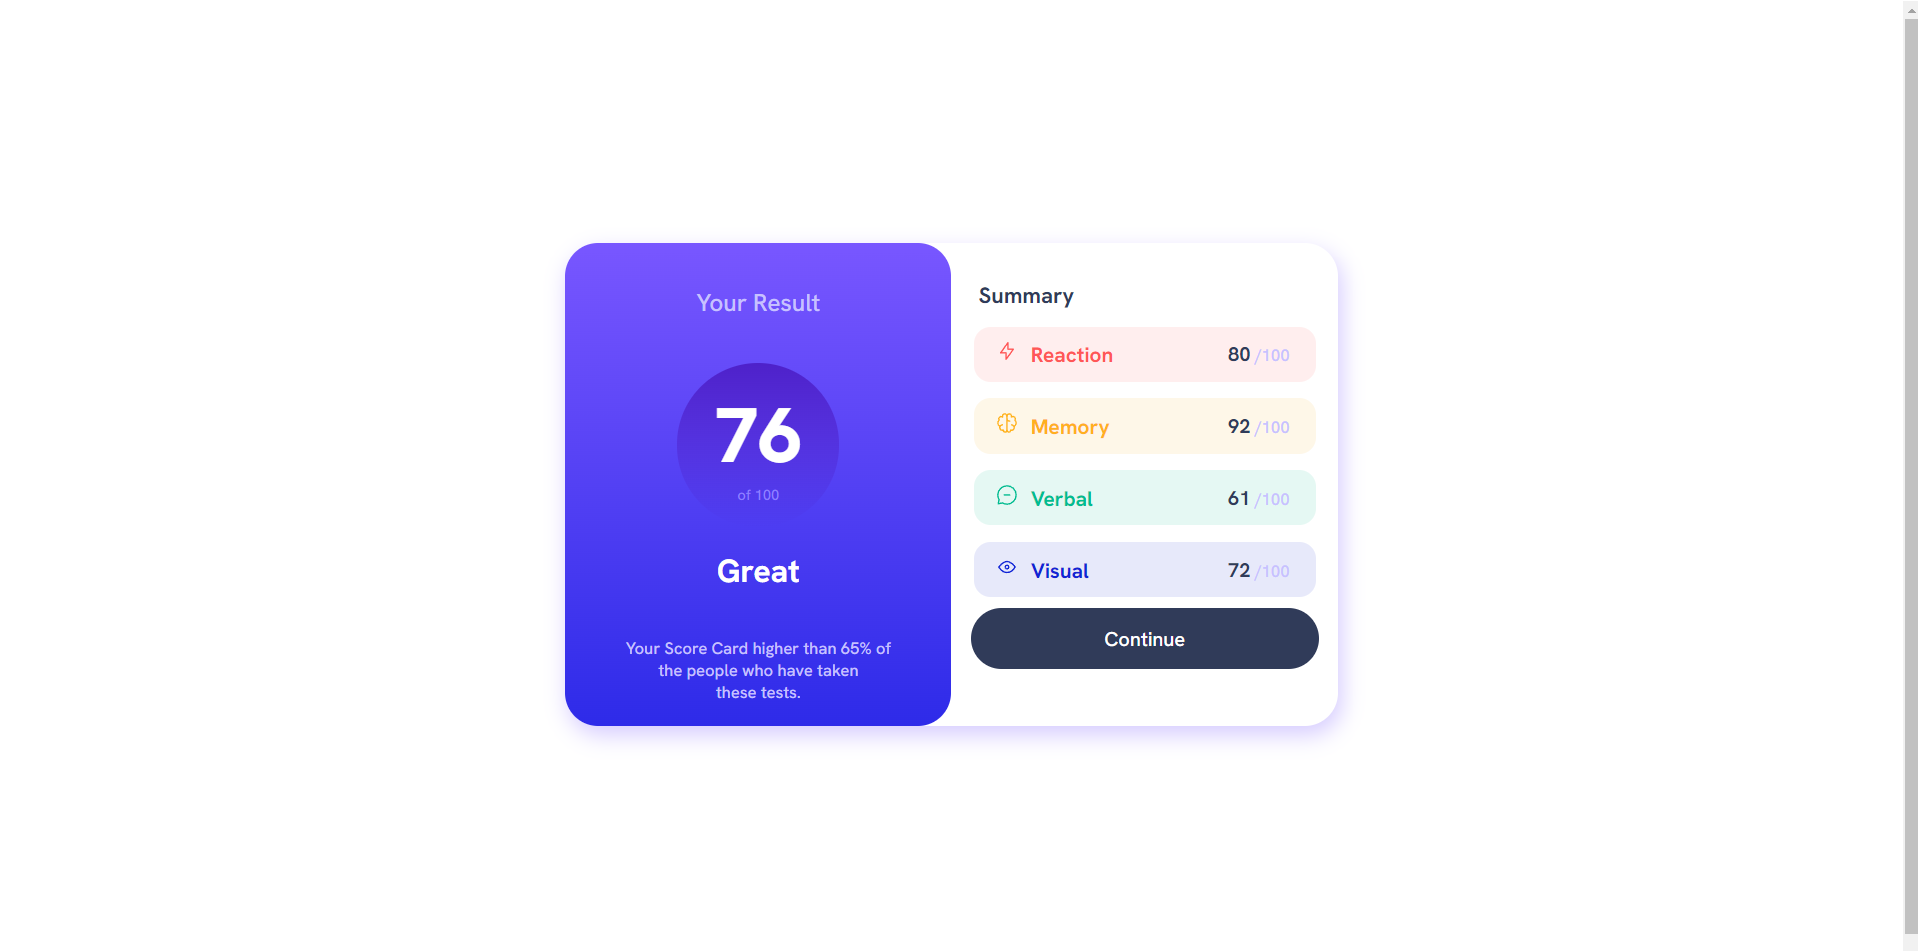 Your Result
76
of 100
Great
Your Score Card higher than 65% of
the people who have taken
these tests.
Summary
Reaction 80 /100
Memory 92 /100
Verbal 61 /100
Visual 72 /100
Continue